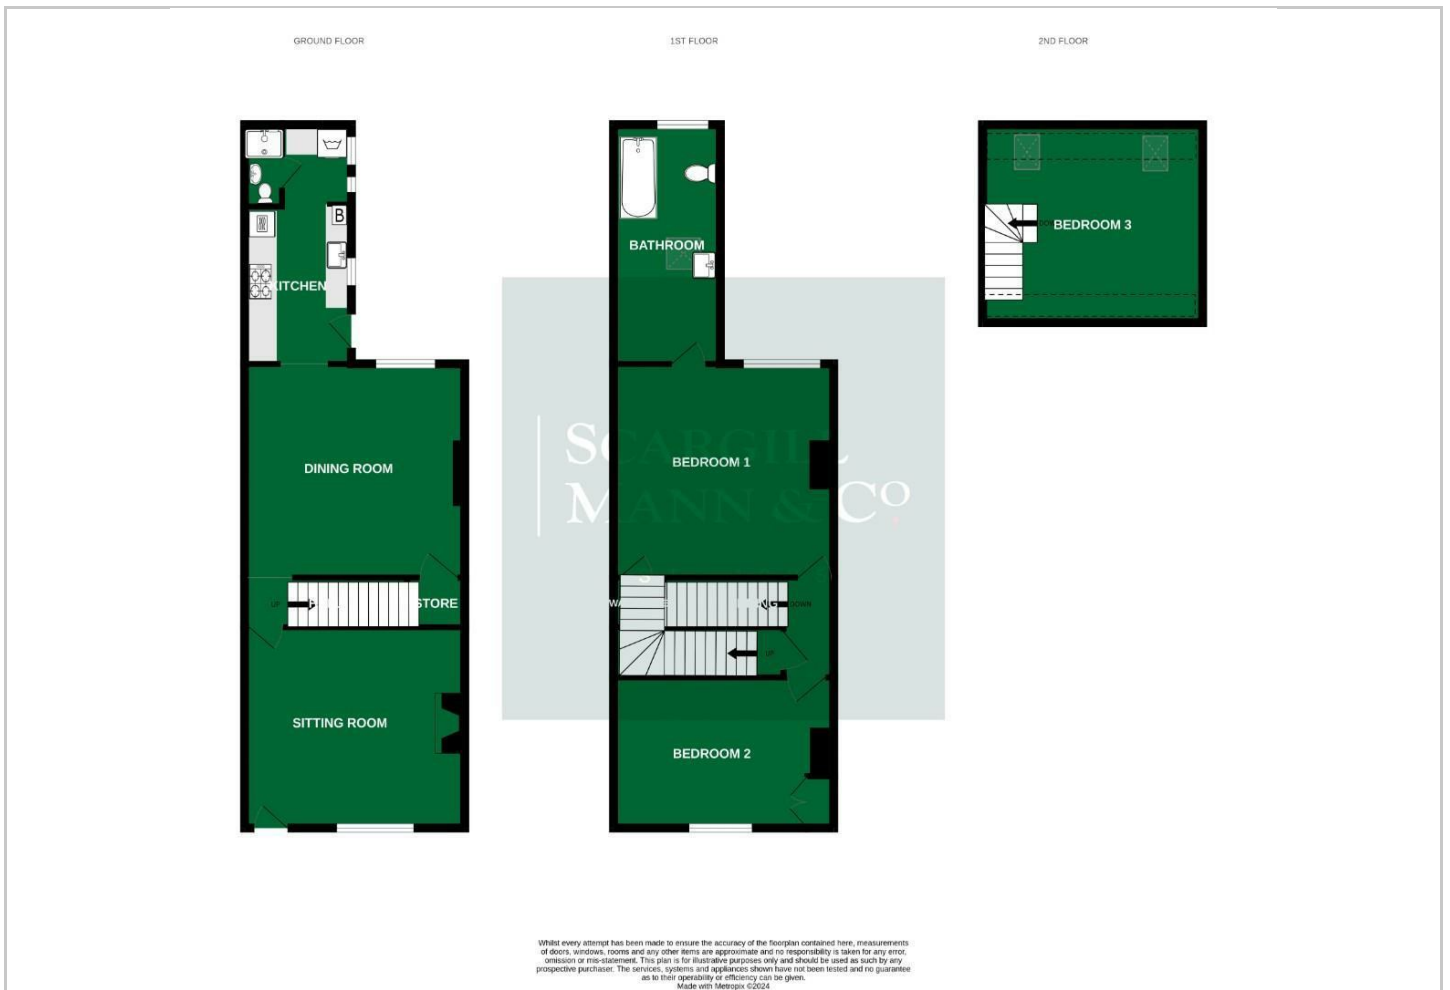 GROUND FLOOR
1ST FLOOR
2ND FLOOR
B
KITCHEN
BATHROOM
BEDROOM 3
DINING ROOM
BEDROOM 1
SCARGILL
MANN & Co
UP
STORE
DOWN
UP
SITTING ROOM
BEDROOM 2
Whilst every attempt has been made to ensure the accuracy of the floorplan contained here, measurements
of doors, windows, rooms and any other items are approximate and no responsibility is taken for any error,
omission or mis-statement. This plan is for illustrative purposes only and should be used as such by any
prospective purchaser. The services, systems and appliances shown have not been tested and no guarantee
as to their operability or efficiency can be given.
Made with Metropix ©2024